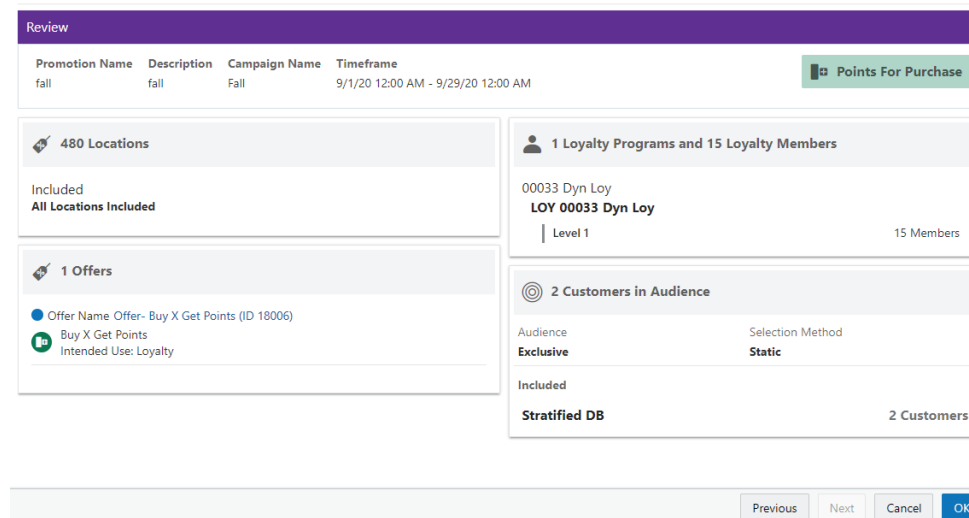 Review
Promotion Name Description Campaign Name Timeframe
fall fall Fall 9/1/20 12:00 AM - 9/29/20 12:00 AM
Points For Purchase
480 Locations
Included
All Locations Included
1 Offers
Offer Name Offer- Buy X Get Points (ID 18006)
Buy X Get Points
Intended Use: Loyalty
1 Loyalty Programs and 15 Loyalty Members
00033 Dyn Loy
LOY 00033 Dyn Loy
Level 1 15 Members
2 Customers in Audience
Audience Selection Method
Exclusive Static
Included
Stratified DB 2 Customers
Previous Next Cancel OK